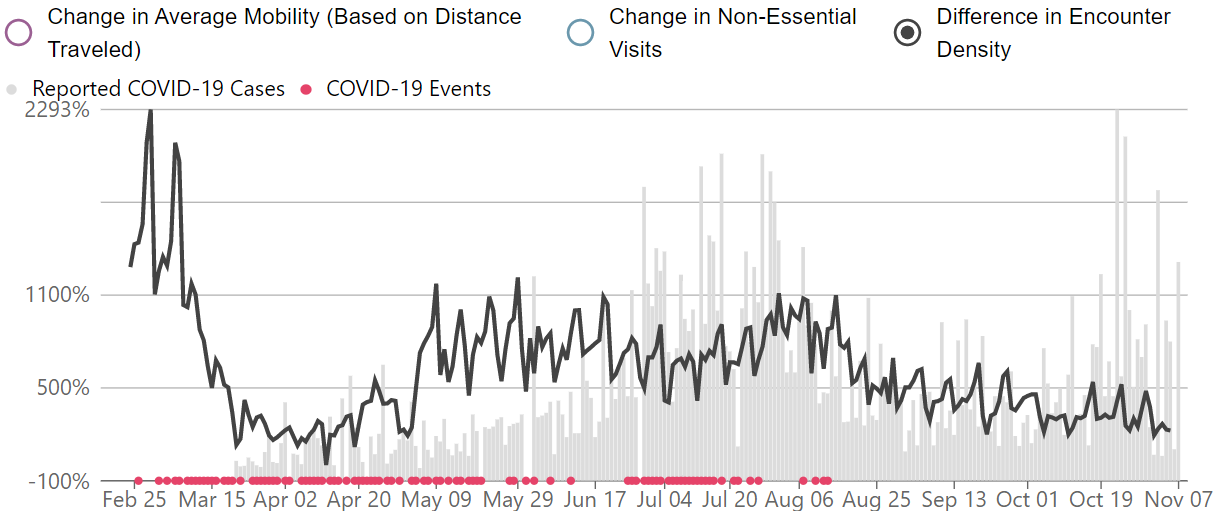 Change in Average Mobility (Based on Distance Traveled)
Change in Non-Essential Visits
Difference in Encounter Density
Reported COVID-19 Cases
COVID-19 Events
2293%
1100%
500%
-100%
Feb 25 Mar 15 Apr 02 Apr 20 May 09 May 29 Jun 17 Jul 04 Jul 20 Aug 06 Aug 25 Sep 13 Oct 01 Oct 19 Nov 07